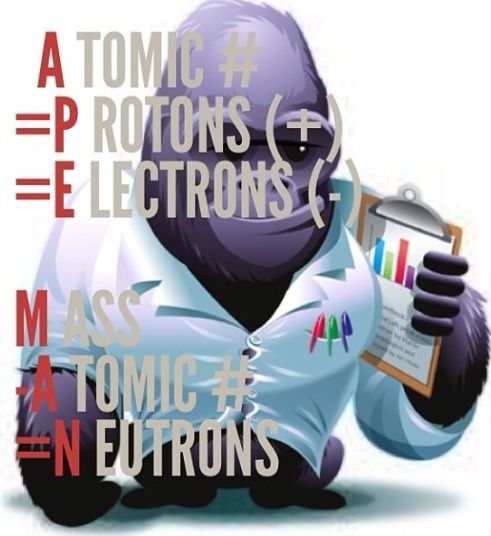 A TOMIC #
=P ROTONS (+)
=E LECTRONS (-)
M ASS
-A TOMIC #
=N EUTRONS